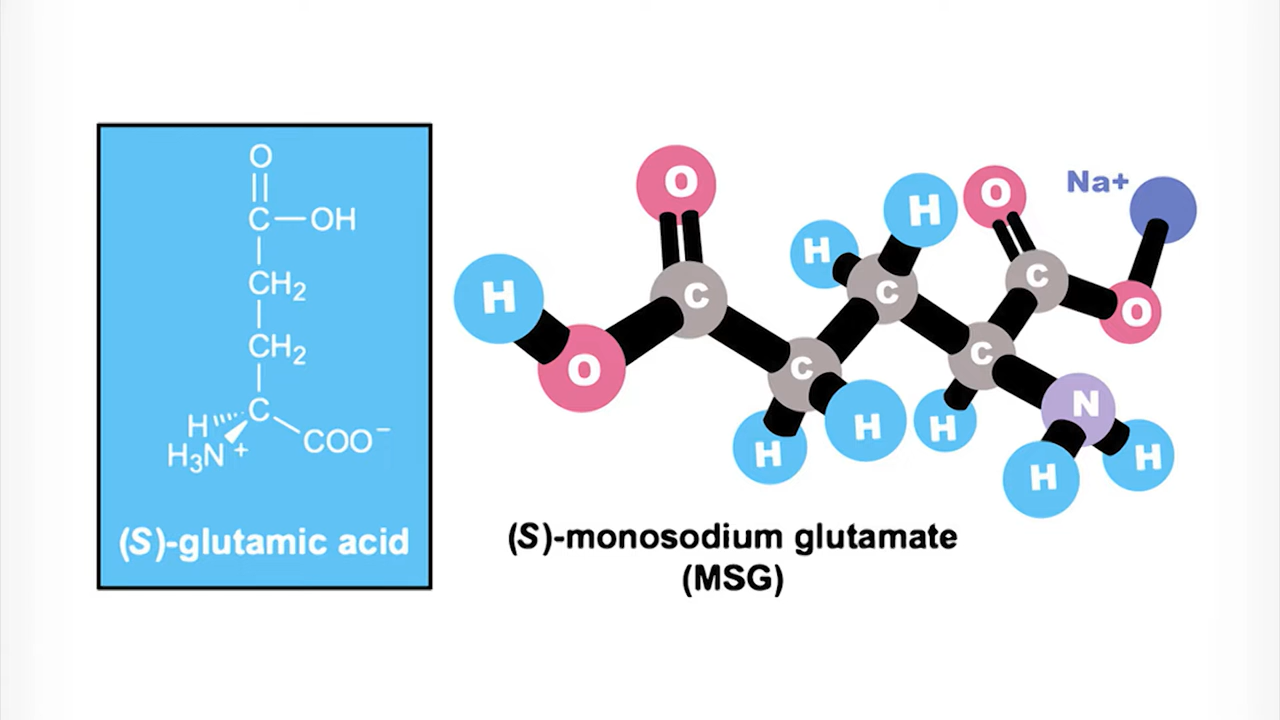 O
C—OH
CH₂
CH₂
H C
H₃N⁺ COO⁻
(S)-glutamic acid
O H H O Na+
H C H C C O
O C C N
H H H H H
(S)-monosodium glutamate
(MSG)